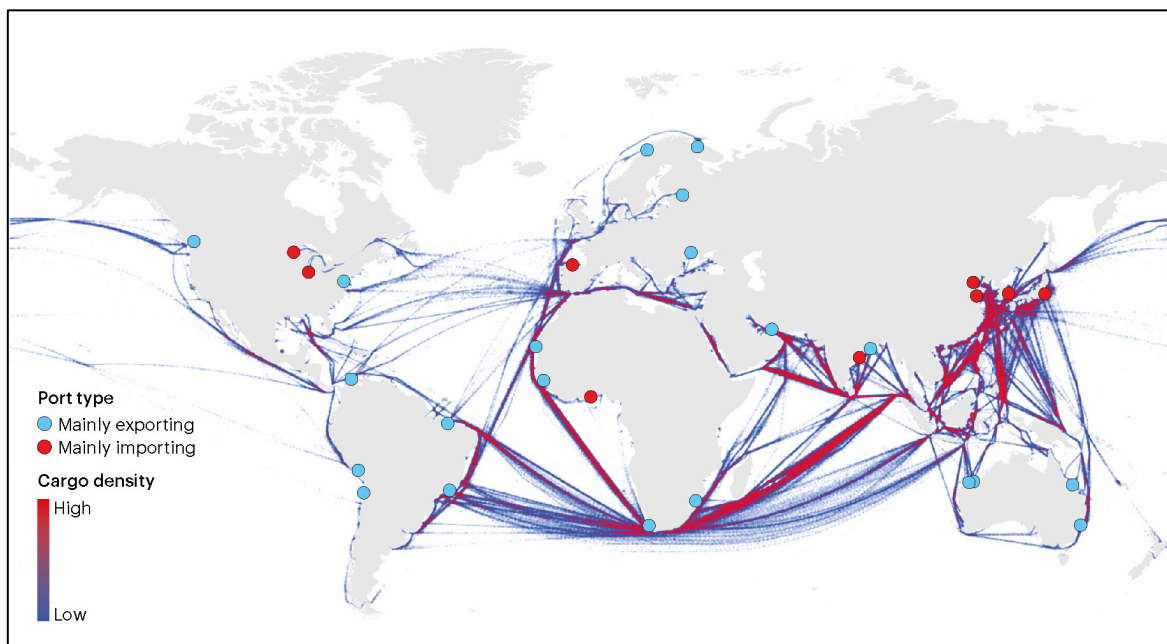 Port type
Mainly exporting
Mainly importing
Cargo density
High
Low